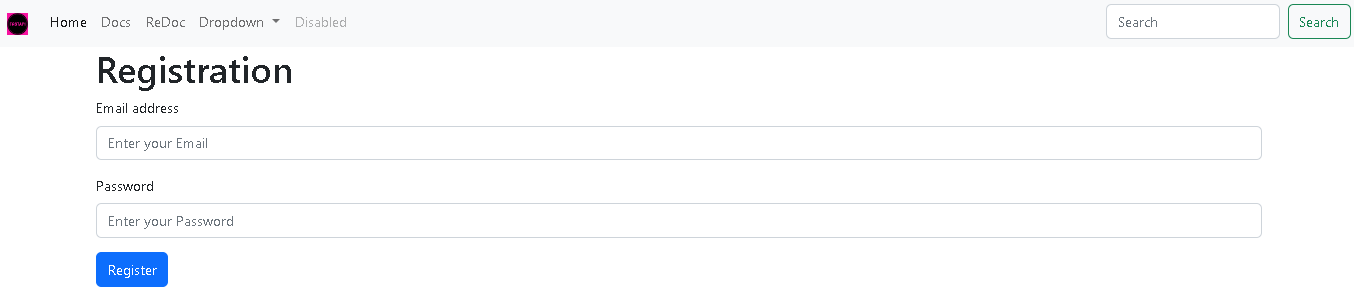 Home Docs ReDoc Dropdown Disabled Search Search
Registration
Email address
Enter your Email
Password
Enter your Password
Register